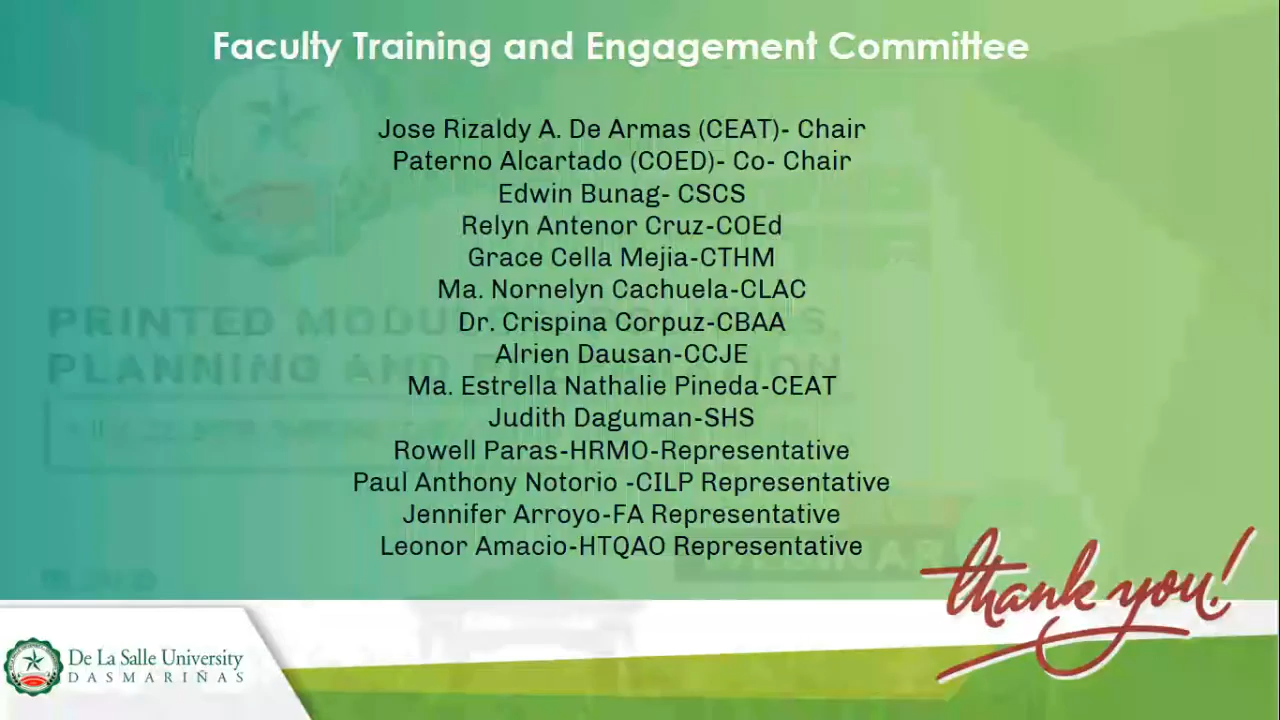 Faculty Training and Engagement Committee
Jose Rizaldy A. De Armas (CEAT)- Chair
Paterno Alcartado (COED)- Co- Chair
Edwin Bunag- CSCS
Relyn Antenor Cruz-COEd
Grace Cella Mejia-CTHM
Ma. Nornelyn Cachuela-CLAC
Dr. Crispina Corpuz-CBAA
PRINTED
Alrien Dausan-CCJE
PLANNING AND
Ma. Estrella Nathalie Pineda-CEAT
Judith Daguman-SHS
Rowell Paras-HRMO-Representative
Paul Anthony Notorio -CILP Representative
Jennifer Arroyo-FA Representative
Leonor Amacio-HTQAO Representative
thank you!
De La Salle University
DASMARIÑAS